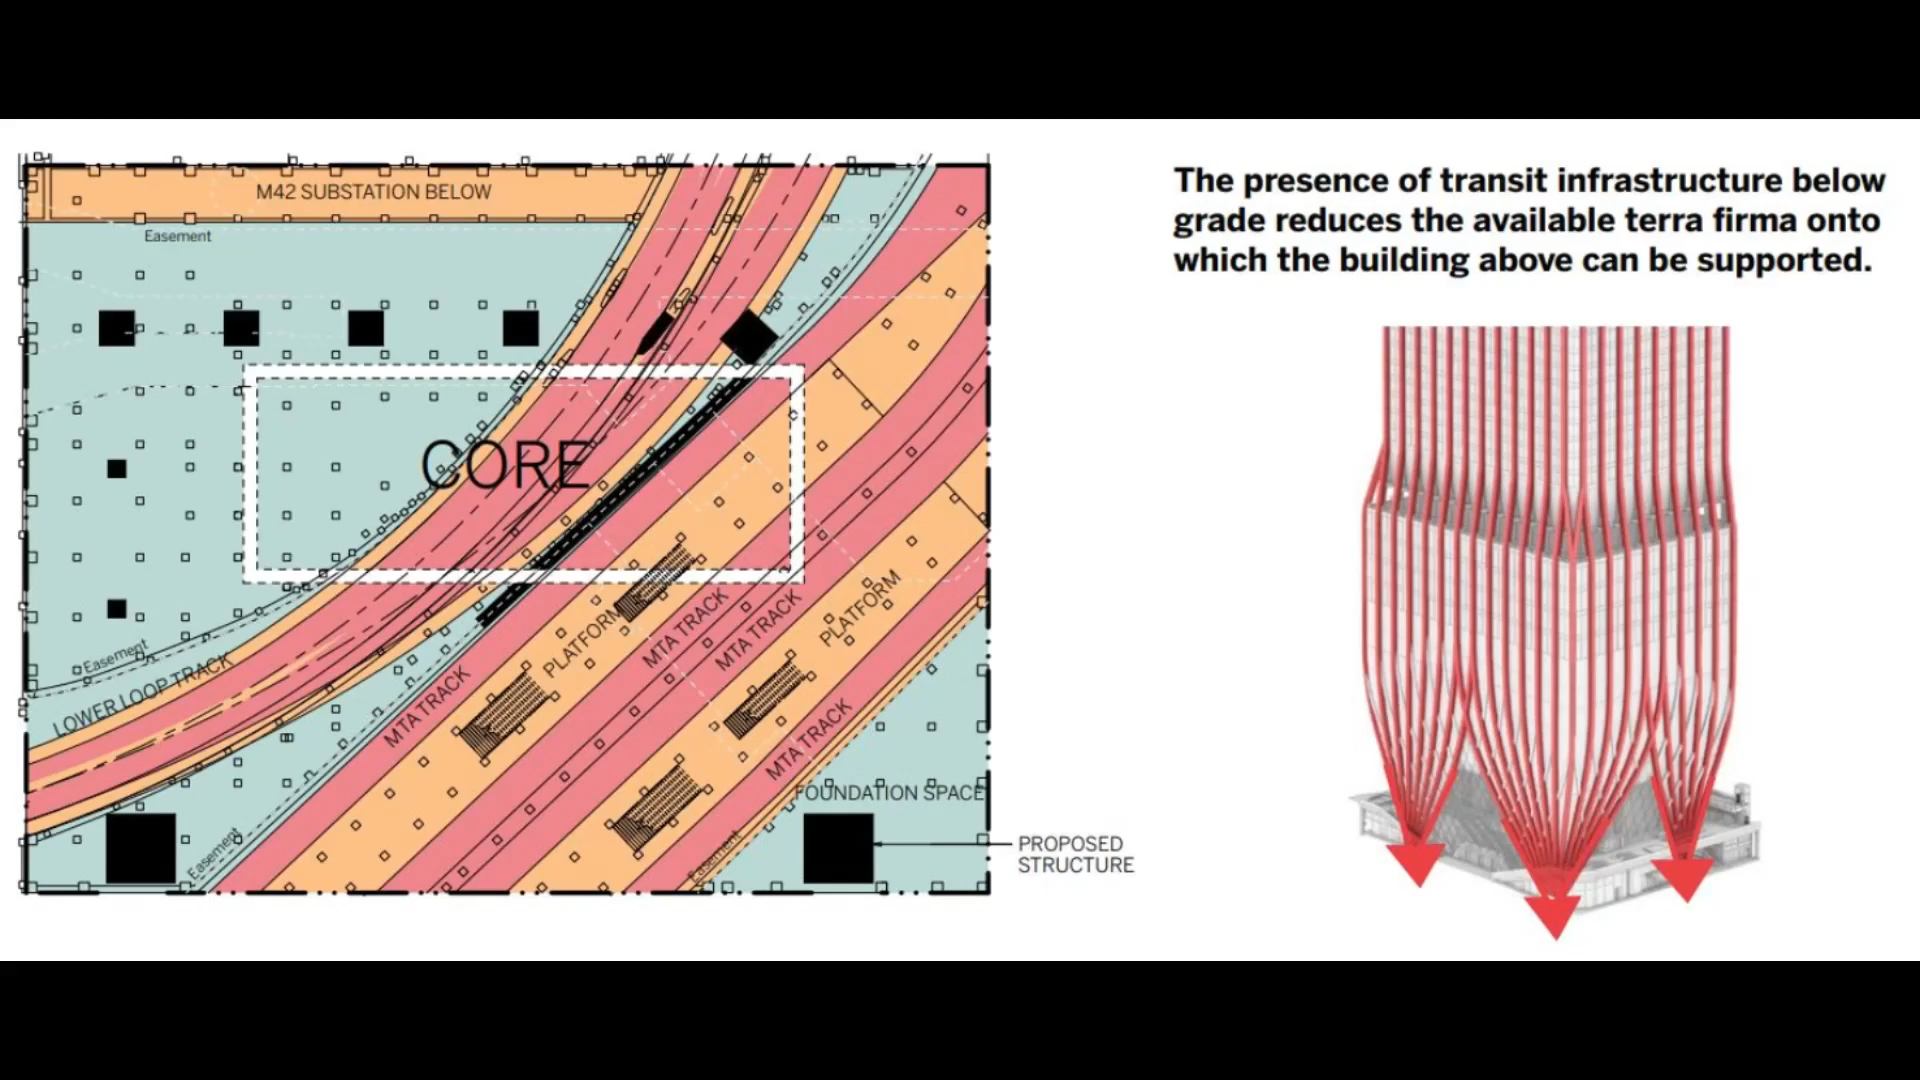 M42 SUBSTATION BELOW
Easement
CORE
Easement
LOWER LOOP TRACK
MTA TRACK
PLATFORM
MTA TRACK
MTA TRACK
PLATFORM
MTA TRACK
FOUNDATION SPACE
Easement
Easement
PROPOSED
STRUCTURE
The presence of transit infrastructure below
grade reduces the available terra firma onto
which the building above can be supported.